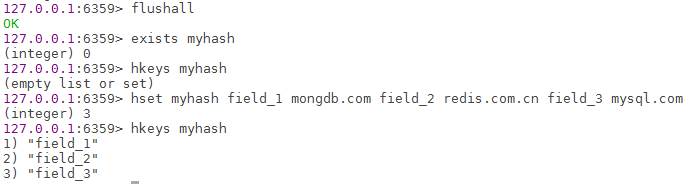 127.0.0.1:6359> flushall
OK
127.0.0.1:6359> exists myhash
(integer) 0
127.0.0.1:6359> hkeys myhash
(empty list or set)
127.0.0.1:6359> hset myhash field_1 mongdb.com field_2 redis.com.cn field_3 mysql.com
(integer) 3
127.0.0.1:6359> hkeys myhash
1) "field_1"
2) "field_2"
3) "field_3"